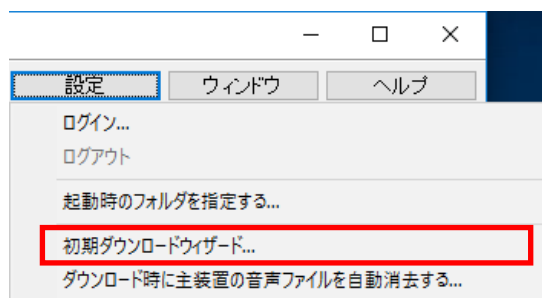 設定 ウィンドウ ヘルプ
ログイン...
ログアウト
起動時のフォルダを指定する...
初期ダウンロードウィザード...
ダウンロード時に主装置の音声ファイルを自動消去する...